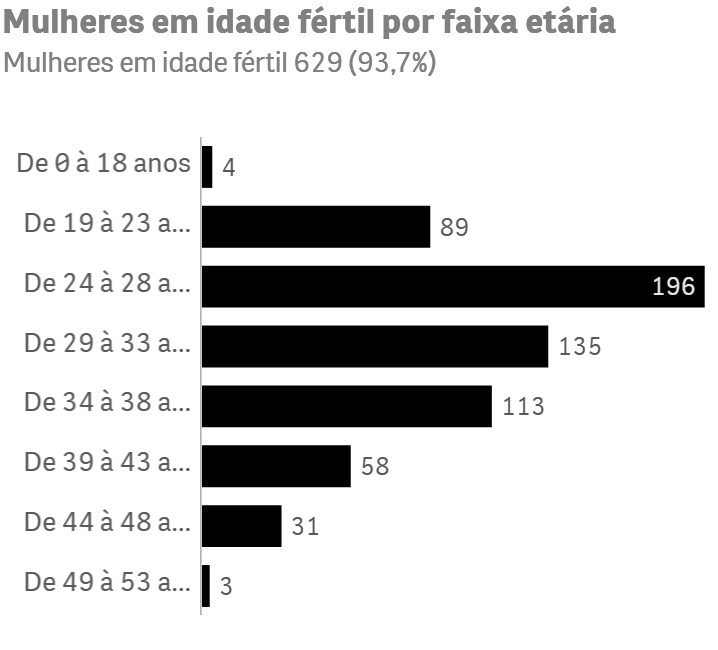 Mulheres em idade fértil por faixa etária
Mulheres em idade fértil 629 (93,7%)
De 0 à 18 anos 4
De 19 à 23 a... 89
De 24 à 28 a... 196
De 29 à 33 a... 135
De 34 à 38 a... 113
De 39 à 43 a... 58
De 44 à 48 a... 31
De 49 à 53 a... 3